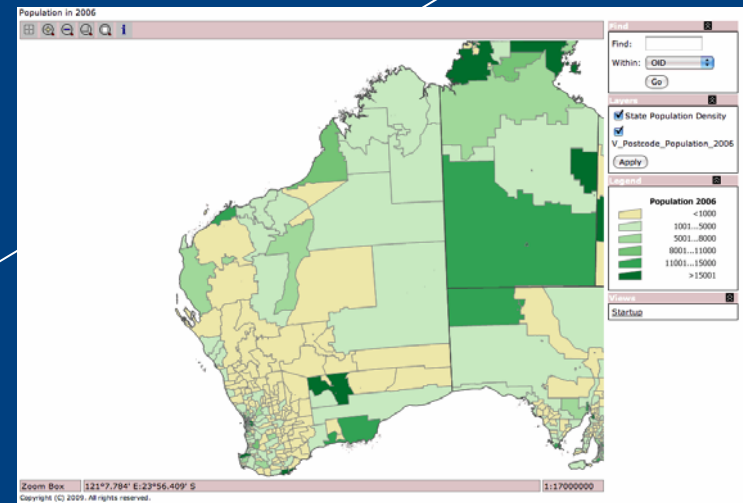 Population in 2006
i
Find
Find:
Within: OID
Go
Layers
State Population Density
V_Postcode_Population_2006
Apply
Legend
Population 2006
<1000
1001...5000
5001...8000
8001...11000
11001...15000
>15001
Views
Startup
Zoom Box 121°7.784' E:23°56.409' S 1:17000000
Copyright (C) 2009. All rights reserved.